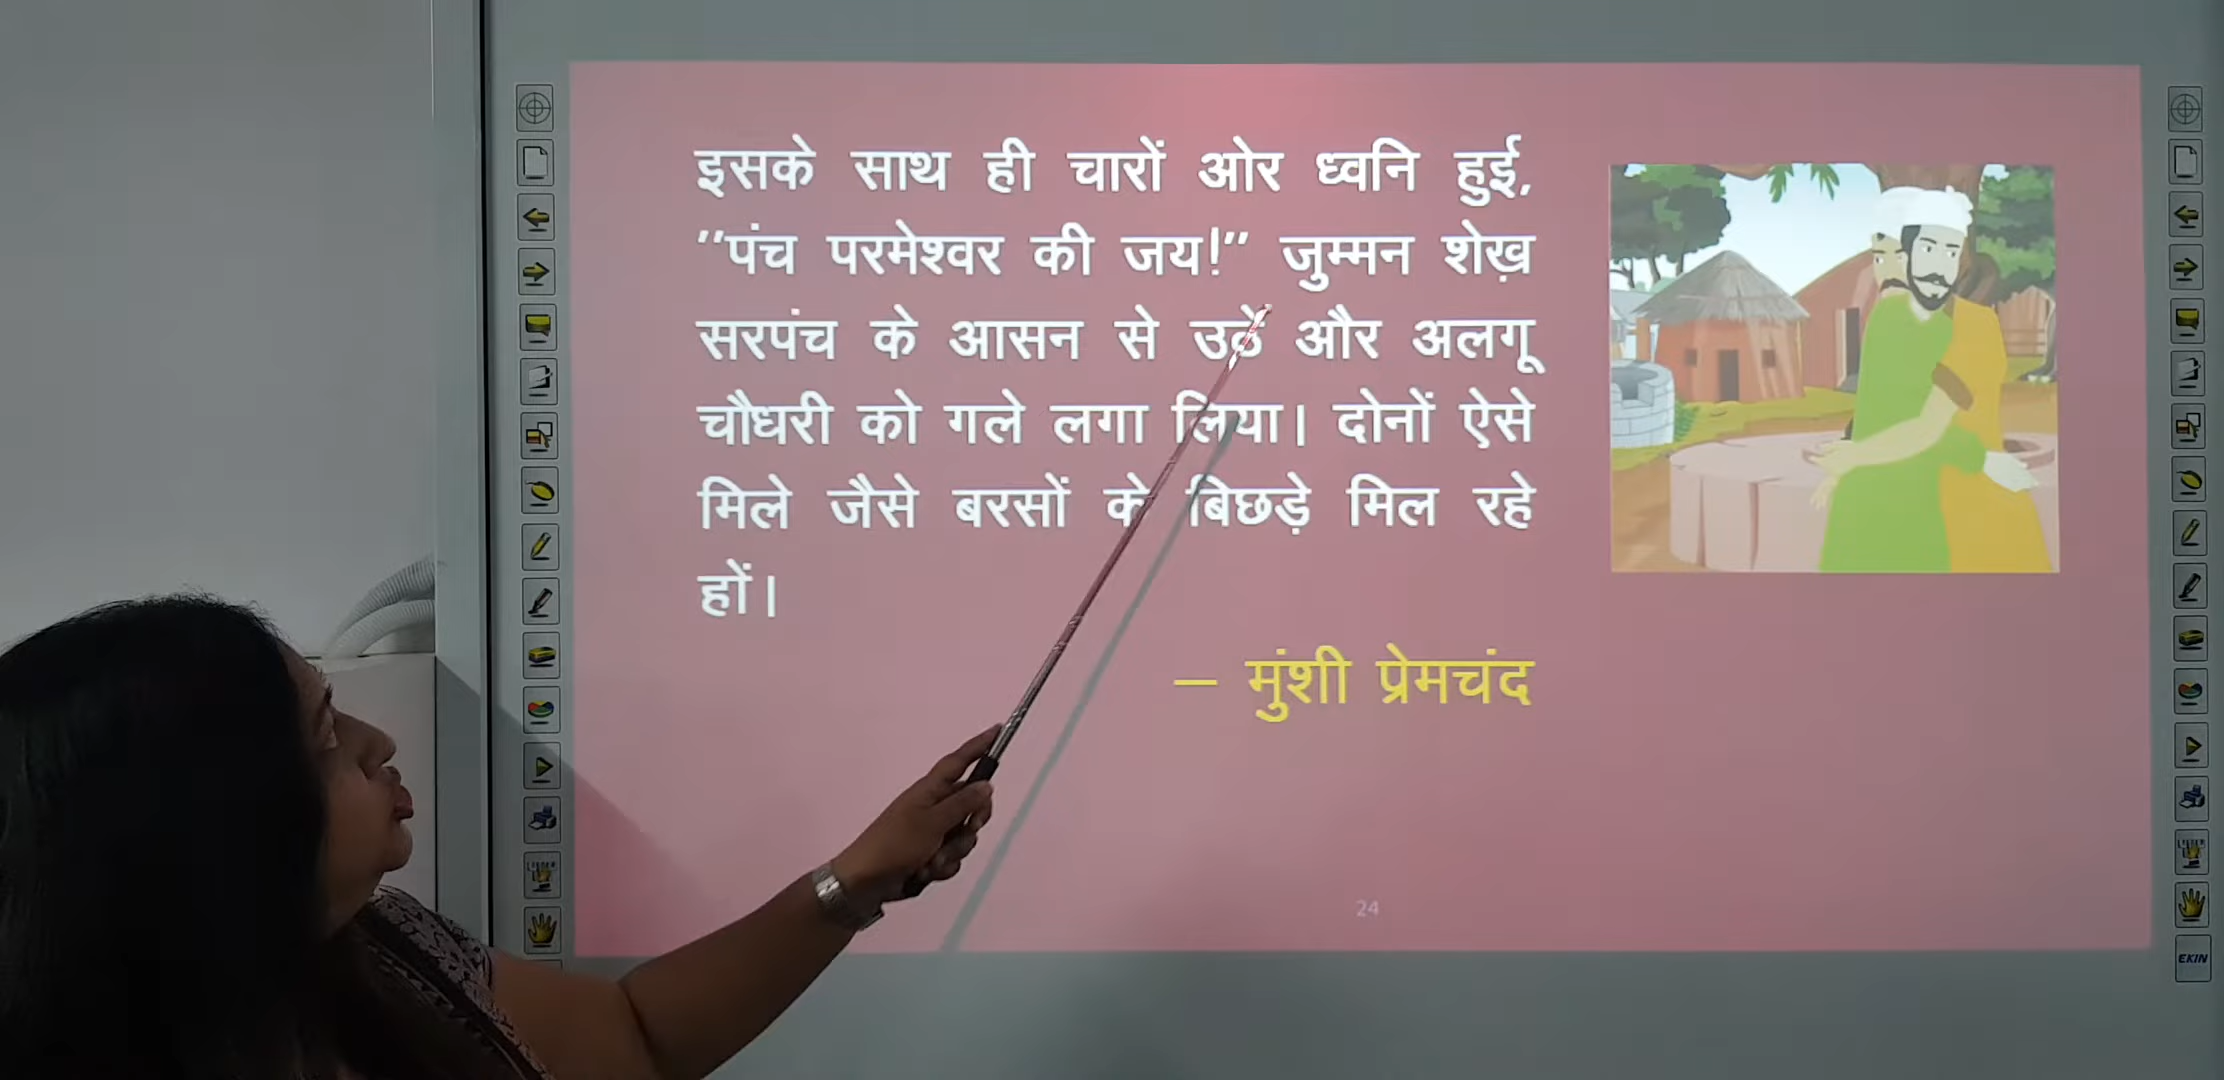 इसके साथ ही चारों ओर ध्वनि हुई,
"पंच परमेश्वर की जय!" जुम्मन शेख़
सरपंच के आसन से उठें और अलगू
चौधरी को गले लगा लिया। दोनों ऐसे
मिले जैसे बरसों के बिछड़े मिल रहे
हों।
– मुंशी प्रेमचंद
24
EKIN